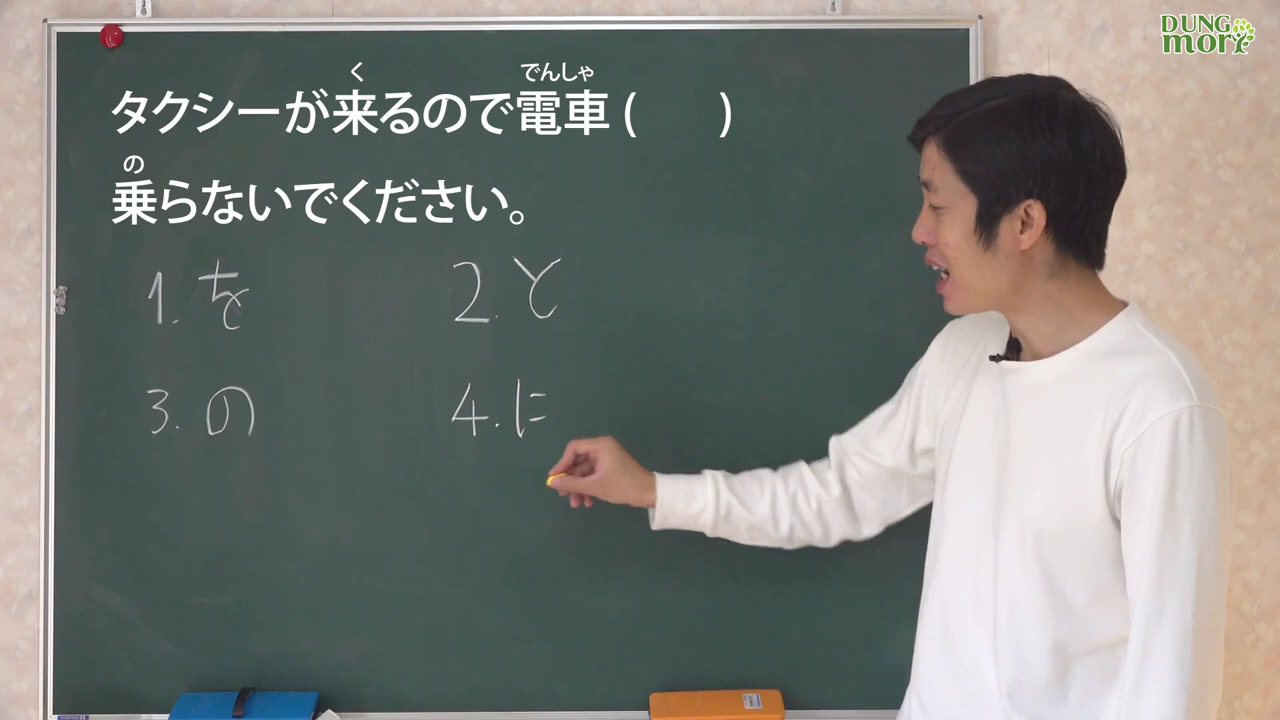 DUNG
mori
タクシーが来るので電車(　　)
く でんしゃ
乗らないでください。
の
1. を 2. と
3. の 4. に